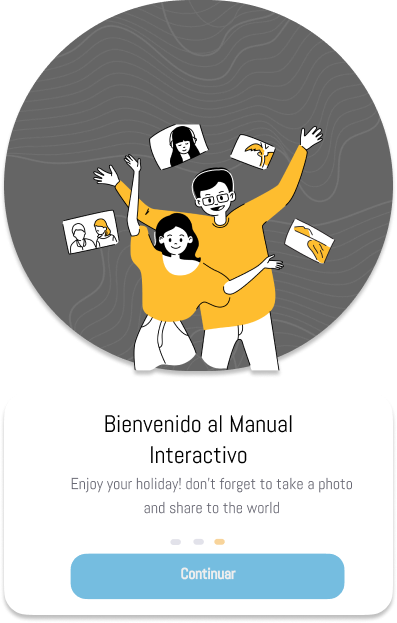 Bienvenido al Manual
Interactivo
Enjoy your holiday! don't forget to take a photo
and share to the world
Continuar